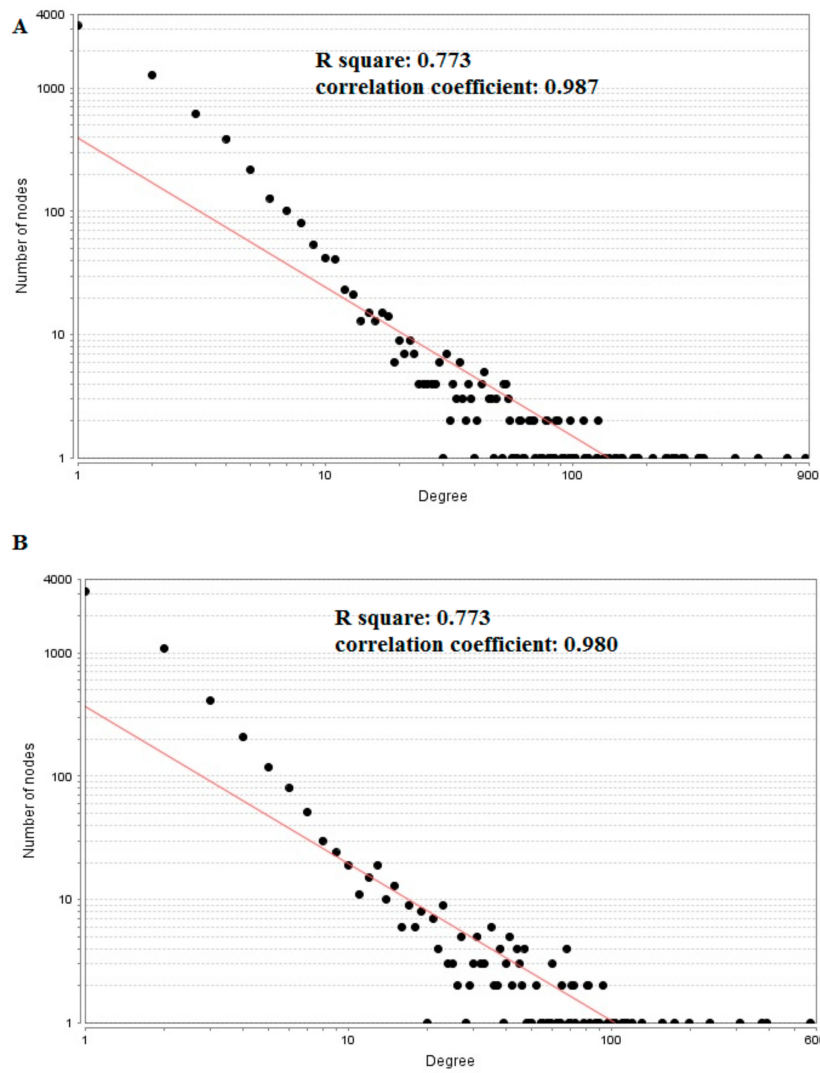 A
4000
R square: 0.773
correlation coefficient: 0.987
1000
Number of nodes
100
10
1
1
10
100
900
Degree
B
4000
R square: 0.773
correlation coefficient: 0.980
1000
Number of nodes
100
10
1
1
10
100
60
Degree